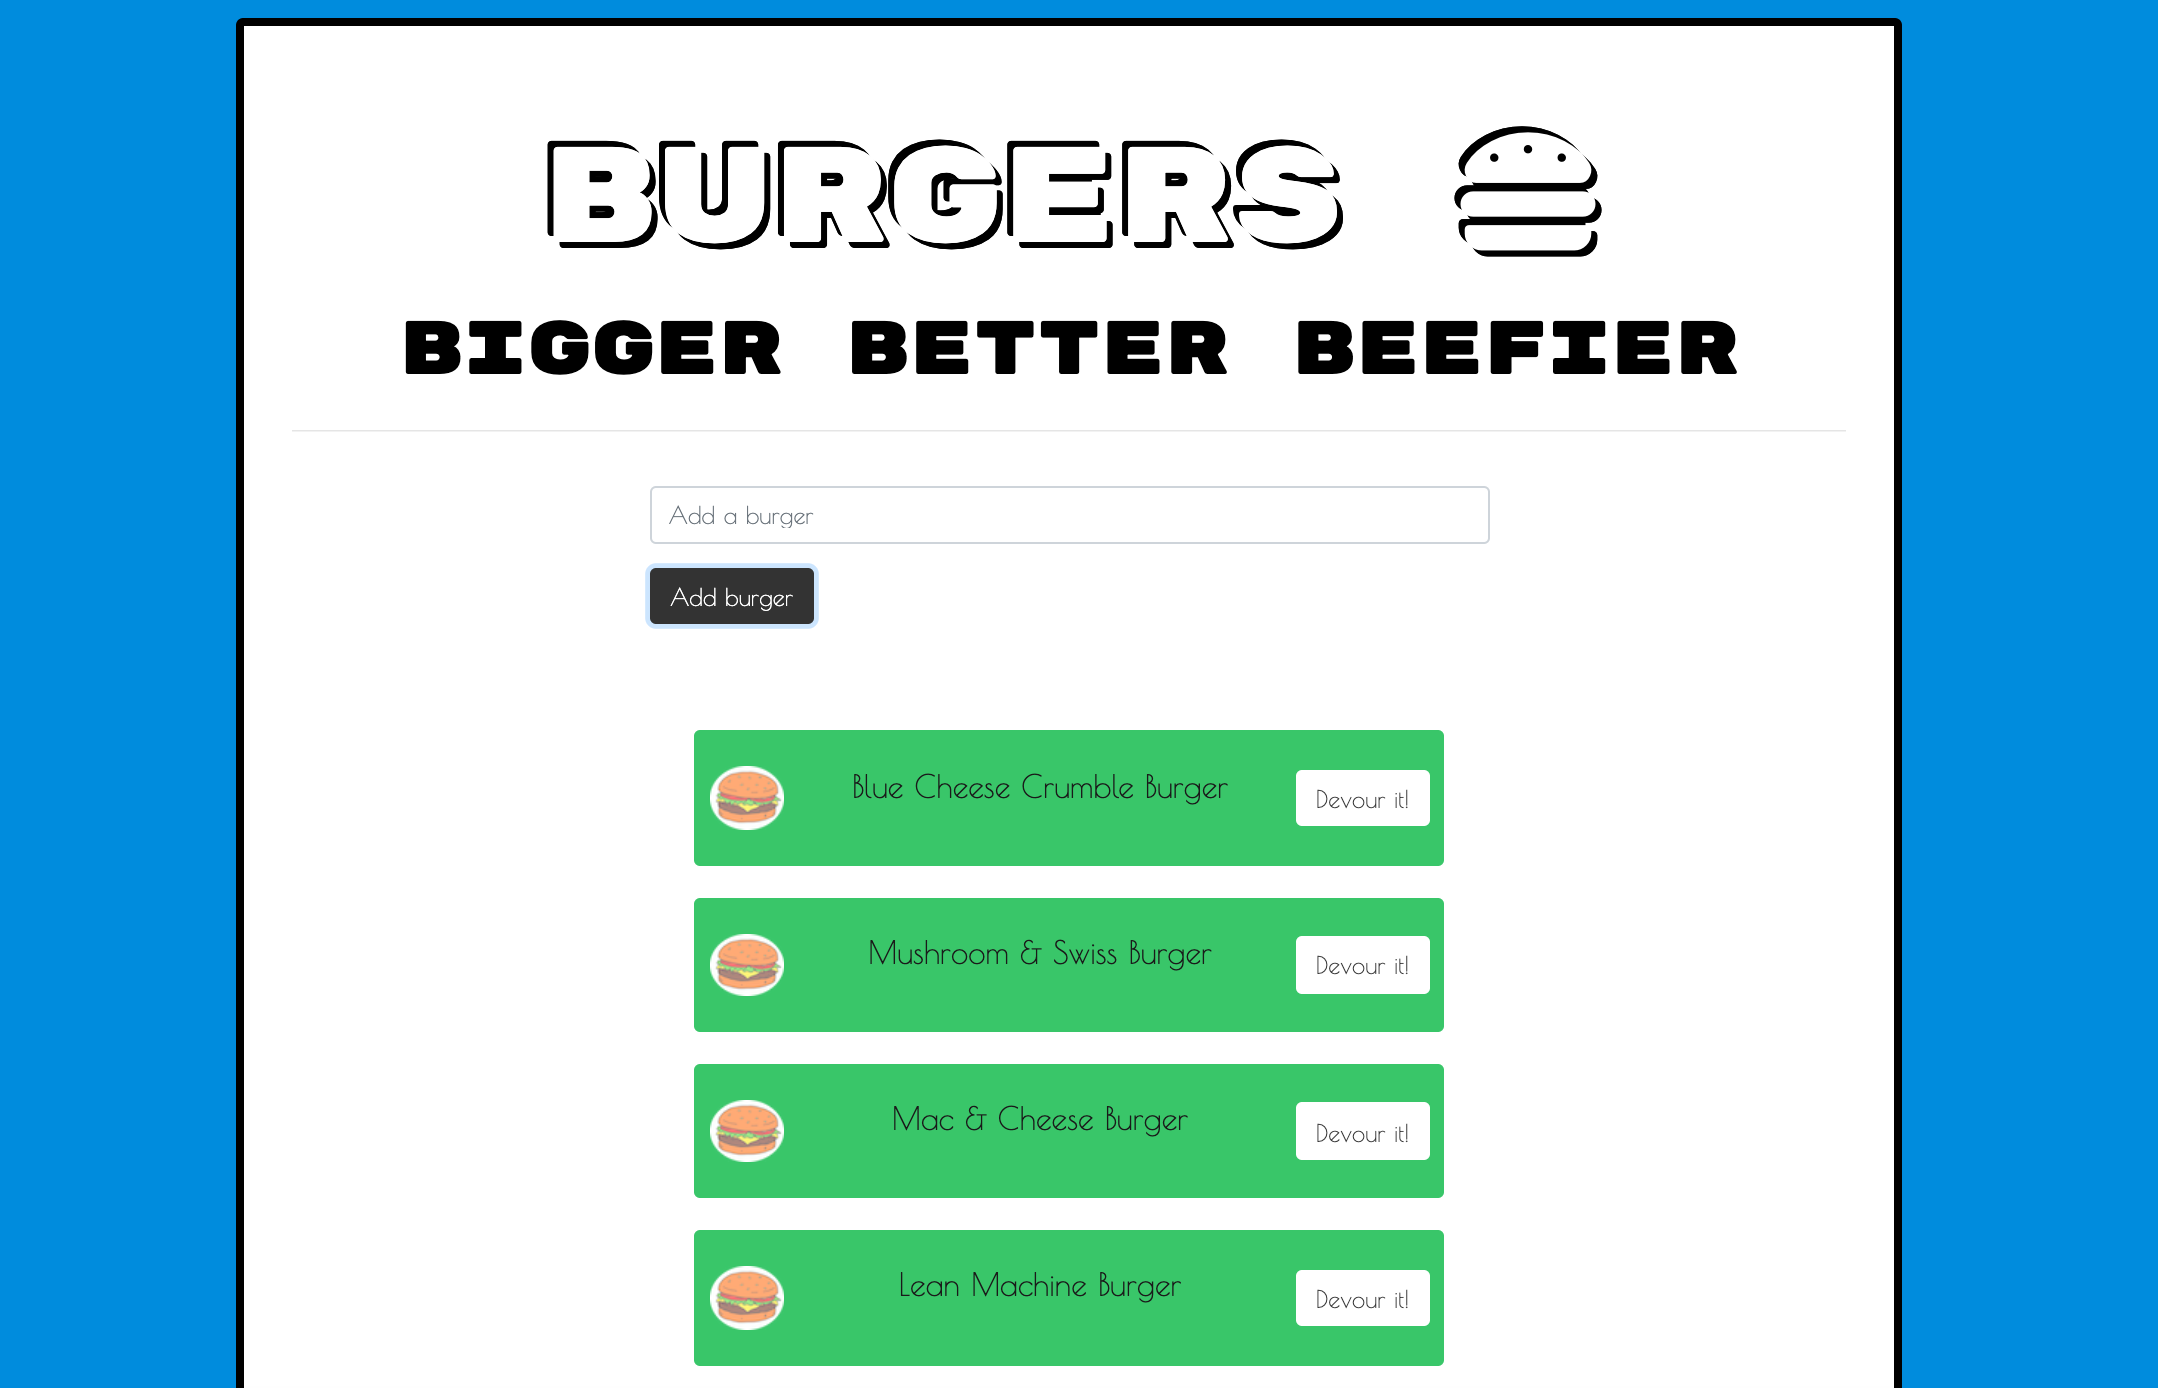 BURGERS
BIGGER BETTER BEEFIER
Add a burger
Add burger
Blue Cheese Crumble Burger
Devour it!
Mushroom & Swiss Burger
Devour it!
Mac & Cheese Burger
Devour it!
Lean Machine Burger
Devour it!